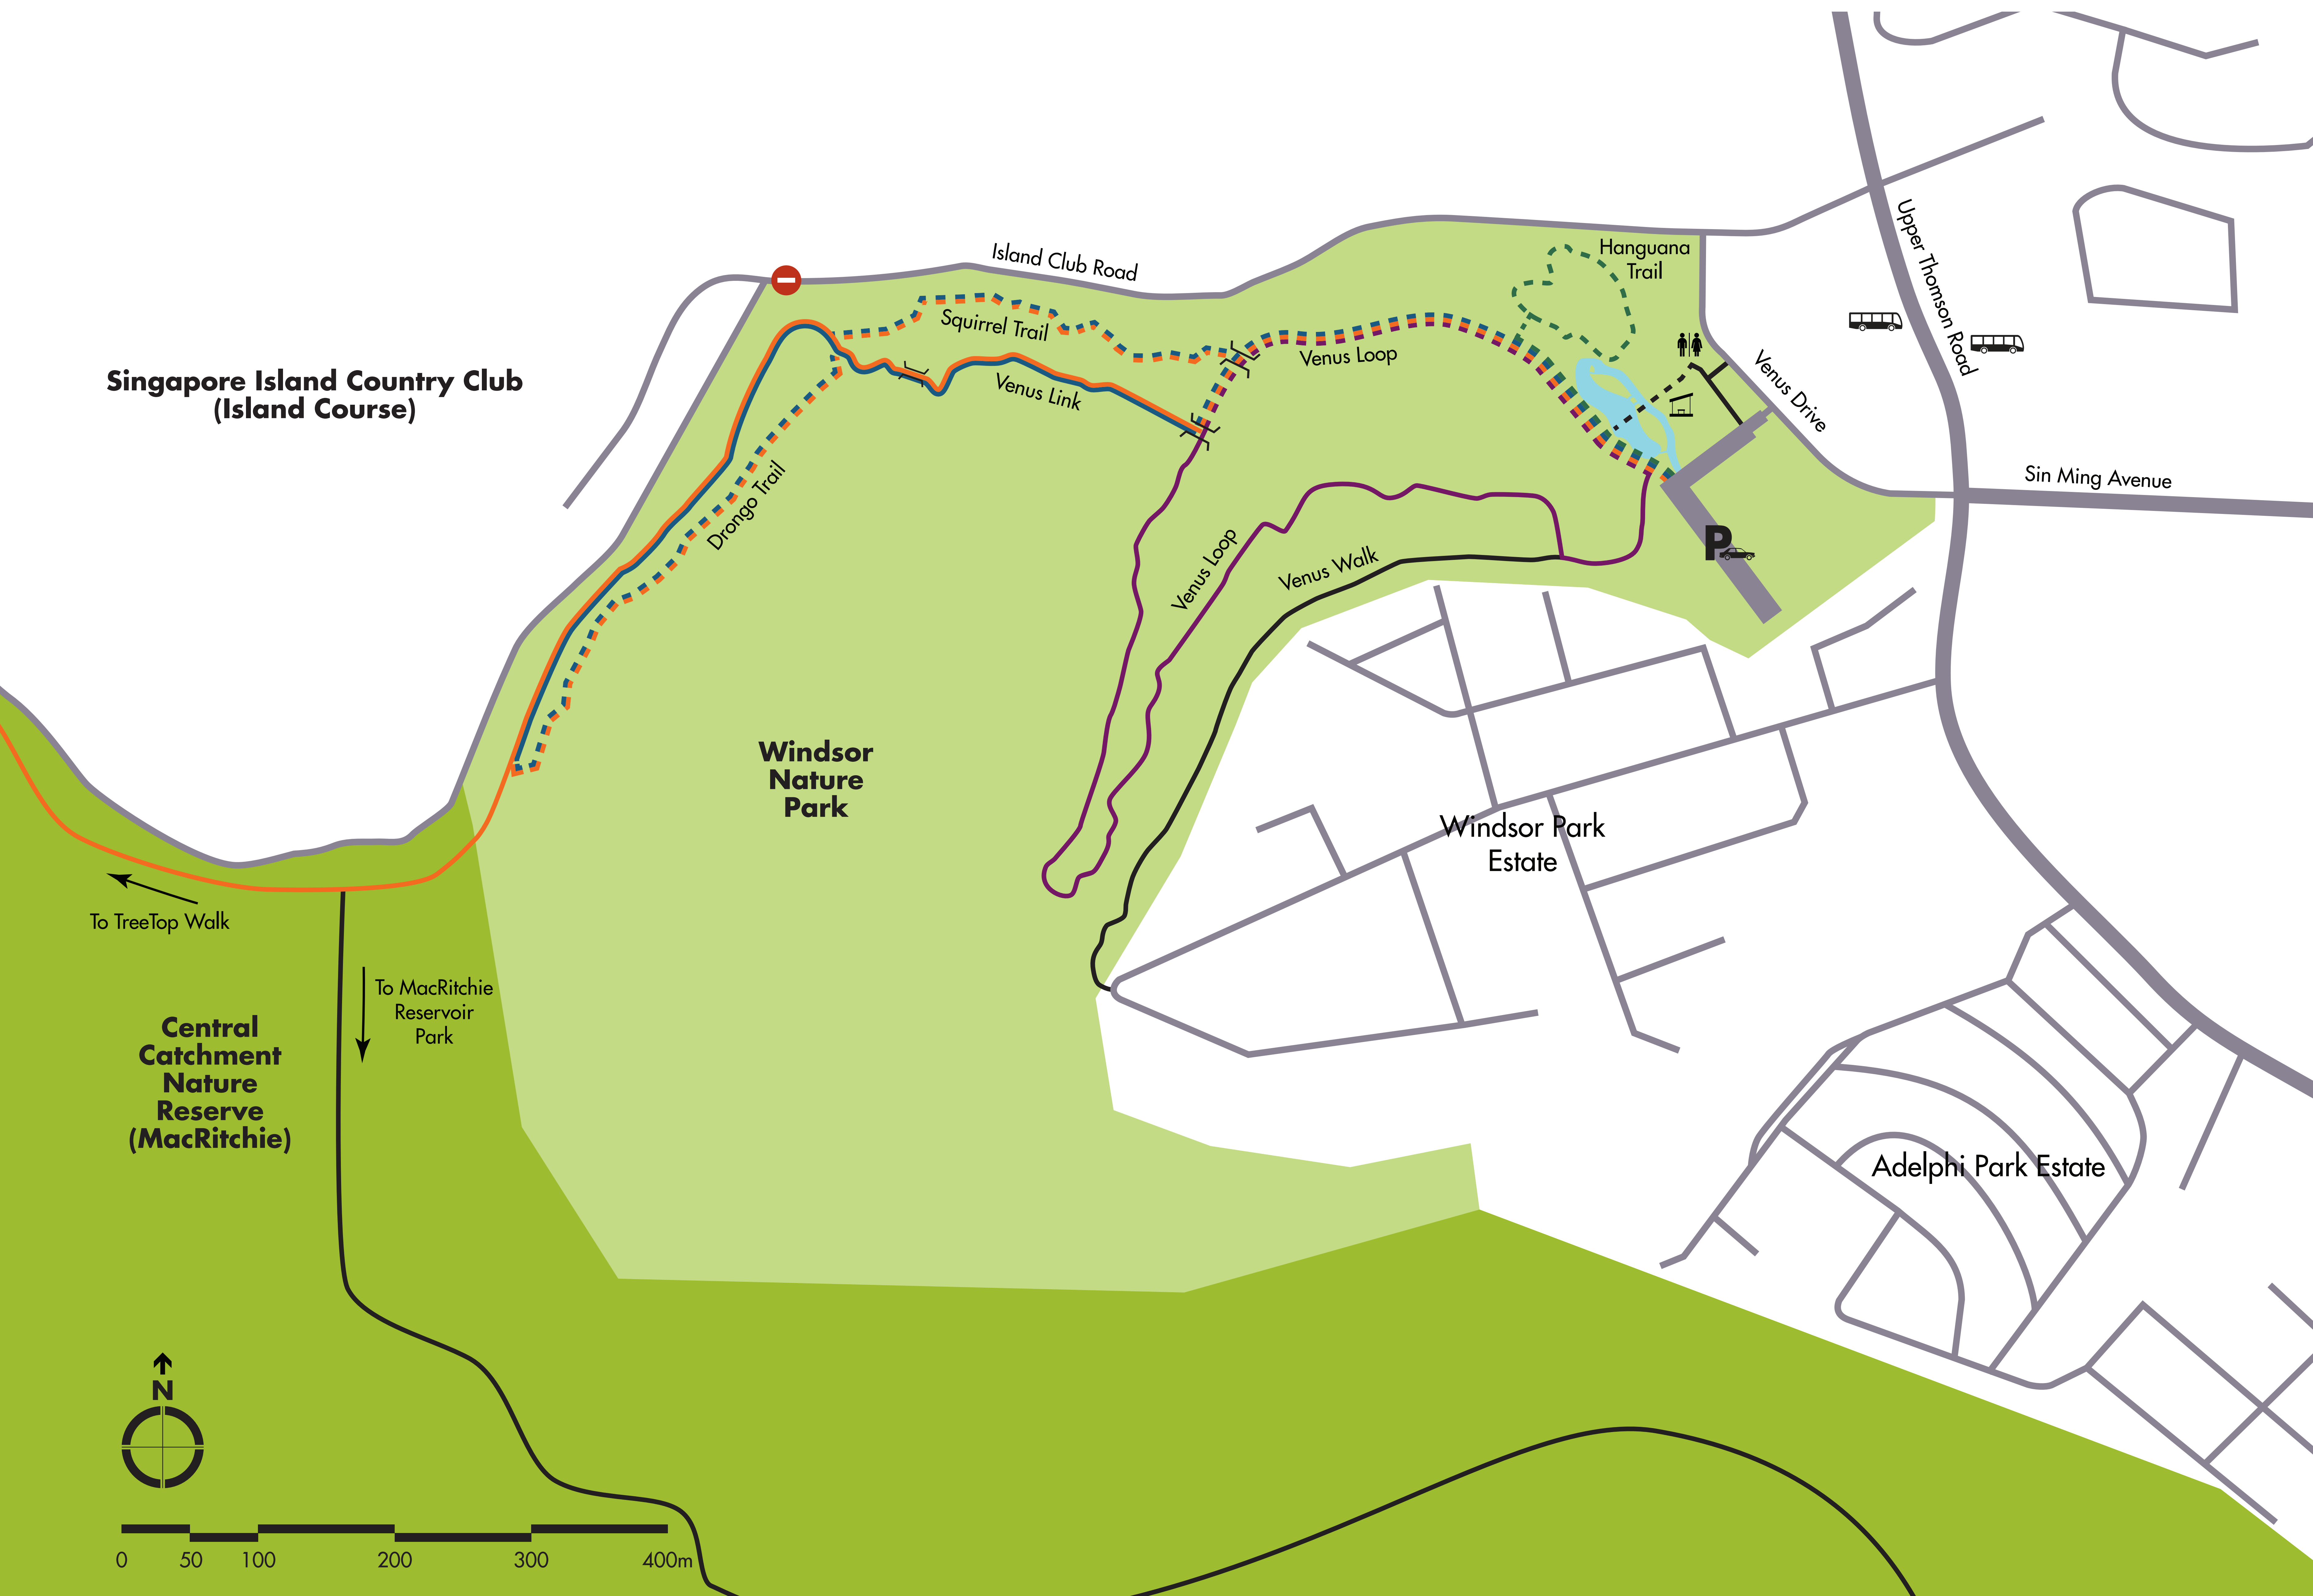 Upper Thomson Road
Island Club Road
Hanguana
Trail
Squirrel Trail
Venus Loop
Venus Drive
Singapore Island Country Club
(Island Course)
Venus Link
Sin Ming Avenue
Drongo Trail
P
Venus Loop
Venus Walk
Windsor
Nature
Park
Windsor Park
Estate
To TreeTop Walk
To MacRitchie
Reservoir
Park
Central
Catchment
Nature
Reserve
(MacRitchie)
Adelphi Park Estate
N
0 50 100 200 300 400m